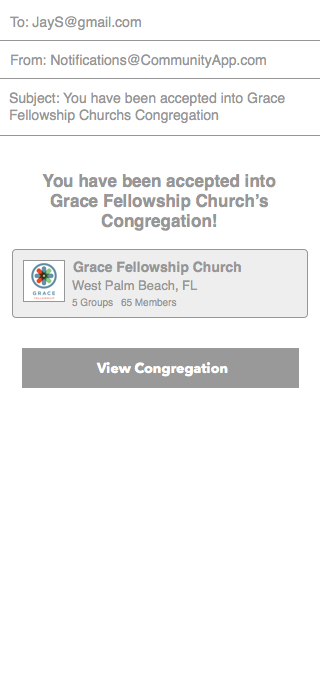 To: JayS@gmail.com
From: Notifications@CommunityApp.com
Subject: You have been accepted into Grace
Fellowship Churchs Congregation
You have been accepted into
Grace Fellowship Church's
Congregation!
GRACE
FELLOWSHIP
Grace Fellowship Church
West Palm Beach, FL
5 Groups 65 Members
View Congregation